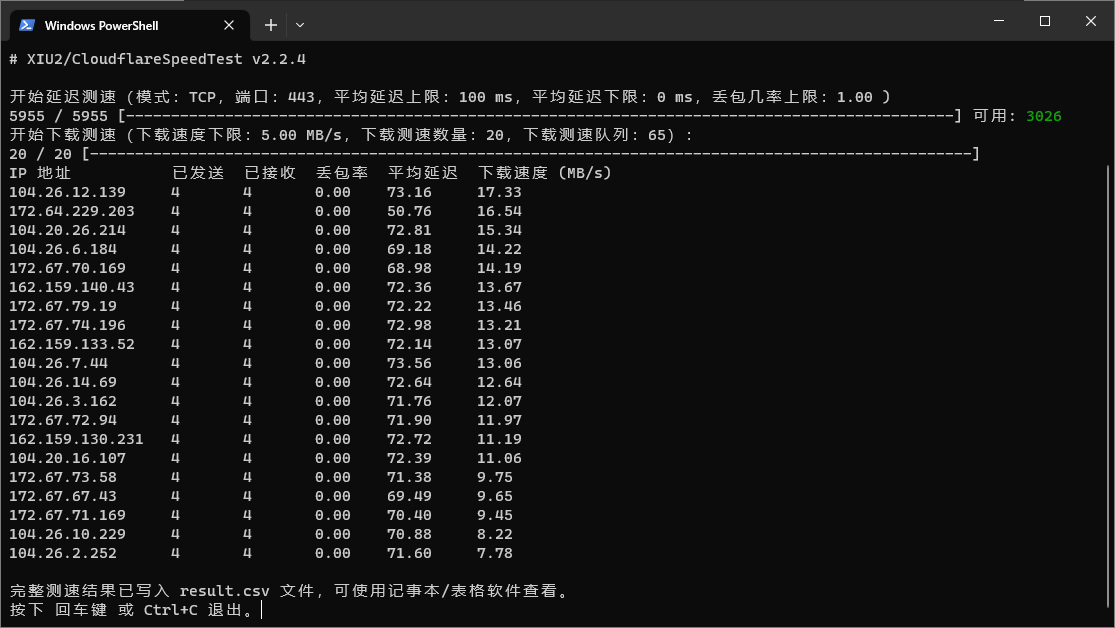 Windows PowerShell
# XIU2/CloudflareSpeedTest v2.2.4
开始延迟测速（模式：TCP，端口：443，平均延迟上限：100 ms，平均延迟下限：0 ms，丢包几率上限：1.00 ）
5955 / 5955 [--------------------------------------------------------------------------------------------] 可用: 3026
开始下载测速（下载速度下限：5.00 MB/s，下载测速数量：20，下载测速队列：65）：
20 / 20 [--------------------------------------------------------------------------------------------------]
IP 地址 已发送 已接收 丢包率 平均延迟 下载速度 (MB/s)
104.26.12.139 4 4 0.00 73.16 17.33
172.64.229.203 4 4 0.00 50.76 16.54
104.20.26.214 4 4 0.00 72.81 15.34
104.26.6.184 4 4 0.00 69.18 14.22
172.67.70.169 4 4 0.00 68.98 14.19
162.159.140.43 4 4 0.00 72.36 13.67
172.67.79.19 4 4 0.00 72.22 13.46
172.67.74.196 4 4 0.00 72.98 13.21
162.159.133.52 4 4 0.00 72.14 13.07
104.26.7.44 4 4 0.00 73.56 13.06
104.26.14.69 4 4 0.00 72.64 12.64
104.26.3.162 4 4 0.00 71.76 12.07
172.67.72.94 4 4 0.00 71.90 11.97
162.159.130.231 4 4 0.00 72.72 11.19
104.20.16.107 4 4 0.00 72.39 11.06
172.67.73.58 4 4 0.00 71.38 9.75
172.67.67.43 4 4 0.00 69.49 9.65
172.67.71.169 4 4 0.00 70.40 9.45
104.26.10.229 4 4 0.00 70.88 8.22
104.26.2.252 4 4 0.00 71.60 7.78
完整测速结果已写入 result.csv 文件，可使用记事本/表格软件查看。
按下 回车键 或 Ctrl+C 退出。